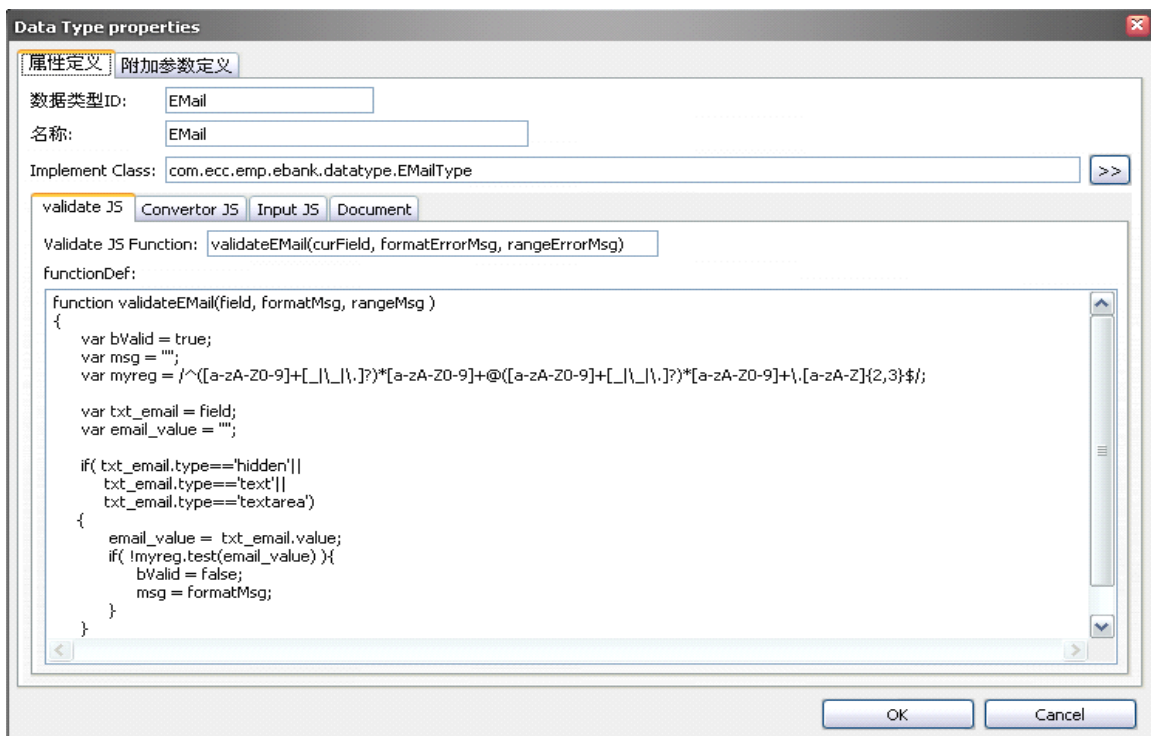 Data Type properties
属性定义 附加参数定义
数据类型ID: EMail
名称: EMail
Implement Class: com.ecc.emp.ebank.datatype.EMailType >>
validate JS Convertor JS Input JS Document
Validate JS Function: validateEMail(curField, formatErrorMsg, rangeErrorMsg)
functionDef:
function validateEMail(field, formatMsg, rangeMsg )
{
var bValid = true;
var msg = "";
var myreg = /^([a-zA-Z0-9]+[_|\_|\.]?)*[a-zA-Z0-9]+@([a-zA-Z0-9]+[_|\_|\.]?)*[a-zA-Z0-9]+\.[a-zA-Z]{2,3}$/;
var txt_email = field;
var email_value = "";
if( txt_email.type=='hidden'||
txt_email.type=='text'||
txt_email.type=='textarea')
{
email_value = txt_email.value;
if( !myreg.test(email_value) ){
bValid = false;
msg = formatMsg;
}
}
OK Cancel